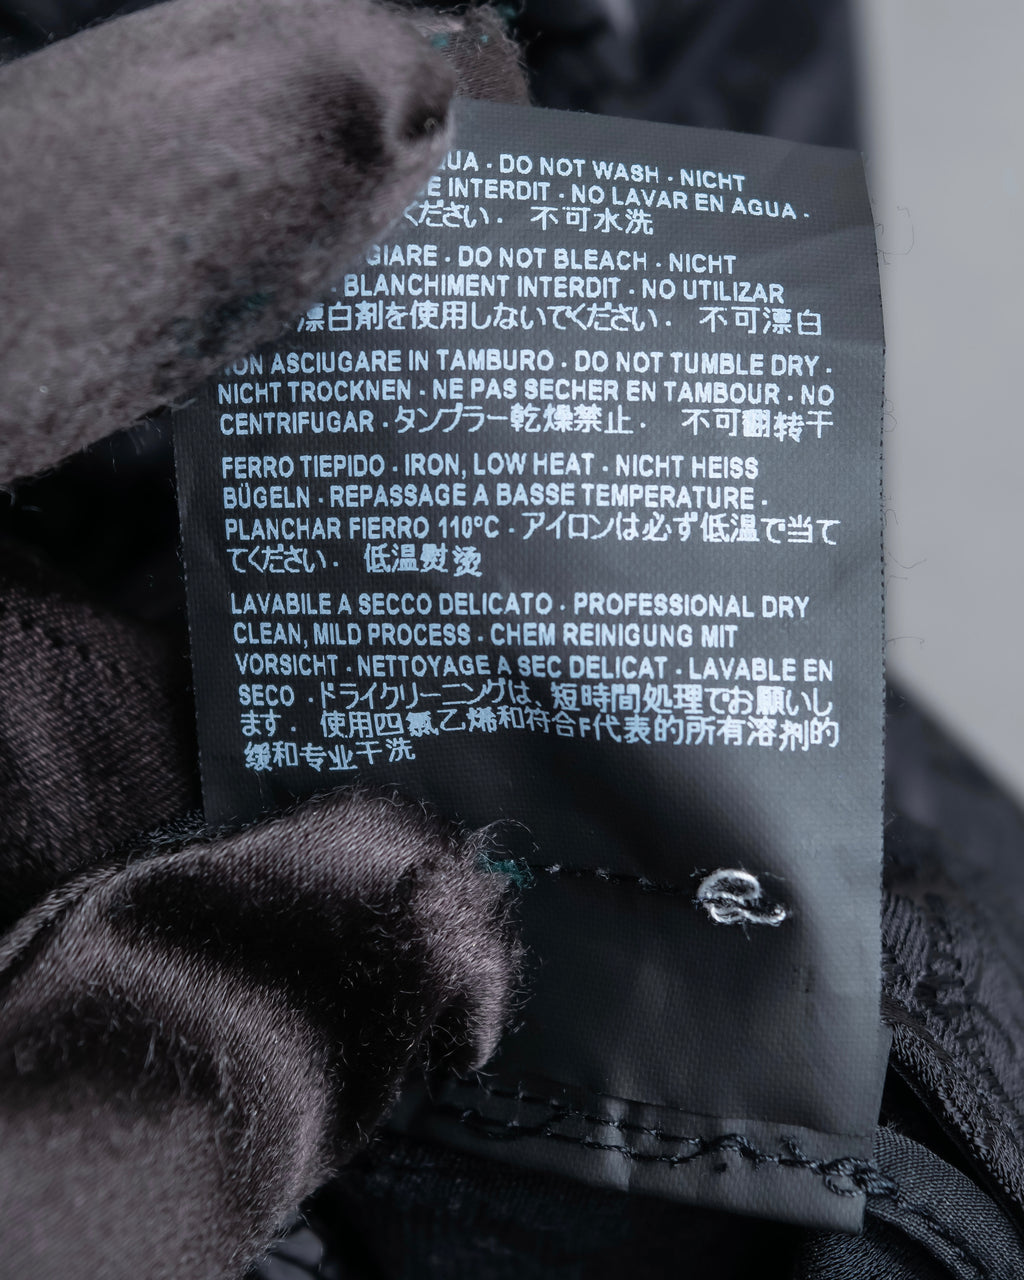 · DO NOT WASH · NICHT
INTERDIT · NO LAVAR EN AGUA ·
ください · 不可水洗
· DO NOT BLEACH · NICHT
· BLANCHIMENT INTERDIT · NO UTILIZAR
漂白剤を使用しないでください · 不可漂白
ASCIUGARE IN TAMBURO · DO NOT TUMBLE DRY ·
NICHT TROCKNEN · NE PAS SECHER EN TAMBOUR · NO
CENTRIFUGAR · タンブラー乾燥禁止 · 不可翻转干
FERRO TIEPIDO · IRON, LOW HEAT · NICHT HEISS
BÜGELN · REPASSAGE A BASSE TEMPERATURE ·
PLANCHAR FIERRO 110°C · アイロンは必ず低温で当て
てください · 低温熨烫
LAVABILE A SECCO DELICATO · PROFESSIONAL DRY
CLEAN, MILD PROCESS · CHEM REINIGUNG MIT
VORSICHT · NETTOYAGE A SEC DELICAT · LAVABLE EN
SECO · ドライクリーニングは、短時間処理でお願いし
ます · 使用四氯乙烯和符合F代表的所有溶剂的
缓和专业干洗